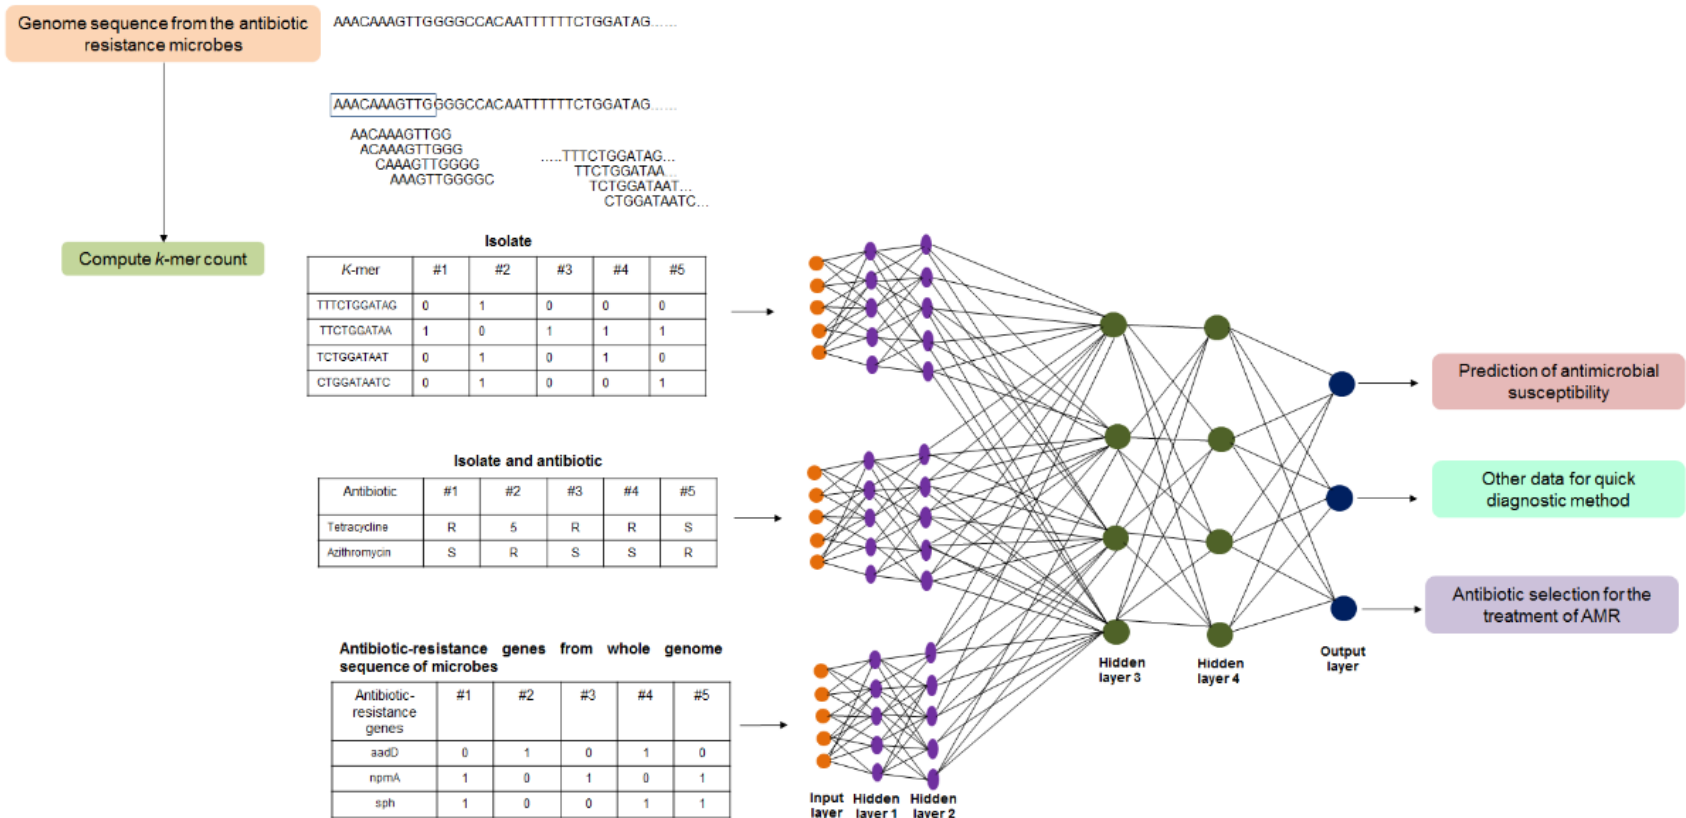 Genome sequence from the antibiotic
resistance microbes
AAACAAAGTTGGGGCCACAATTTTTTCTGGATAG......
AAACAAAGTTGGGGCCACAATTTTTTCTGGATAG......
AACAAAGTTGG
ACAAAGTTGGG
CAAAGTTGGGG
AAAGTTGGGGC
.....TTTCTGGATAG...
TTCTGGATAA...
TCTGGATAAT...
CTGGATAATC...
Compute k-mer count
Isolate
K-mer #1 #2 #3 #4 #5
TTTCTGGATAG 0 1 0 0 0
TTCTGGATAA 1 0 1 1 1
TCTGGATAAT 0 1 0 1 0
CTGGATAATC 0 1 0 0 1
Isolate and antibiotic
Antibiotic #1 #2 #3 #4 #5
Tetracycline R 5 R R S
Azithromycin S R S S R
Antibiotic-resistance genes from whole genome
sequence of microbes
Antibiotic-
resistance
genes
#1 #2 #3 #4 #5
aadD 0 1 0 1 0
npmA 1 0 1 0 1
sph 1 0 0 1 1
Input
layer
Hidden
layer 1
Hidden
layer 2
Hidden
layer 3
Hidden
layer 4
Output
layer
Prediction of antimicrobial
susceptibility
Other data for quick
diagnostic method
Antibiotic selection for the
treatment of AMR